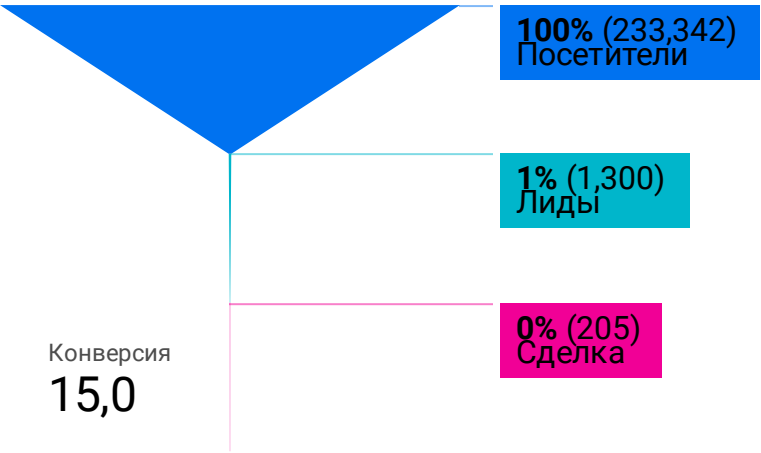 100% (233,342)
Посетители
1% (1,300)
Лиды
0% (205)
Сделка
Конверсия
15,0